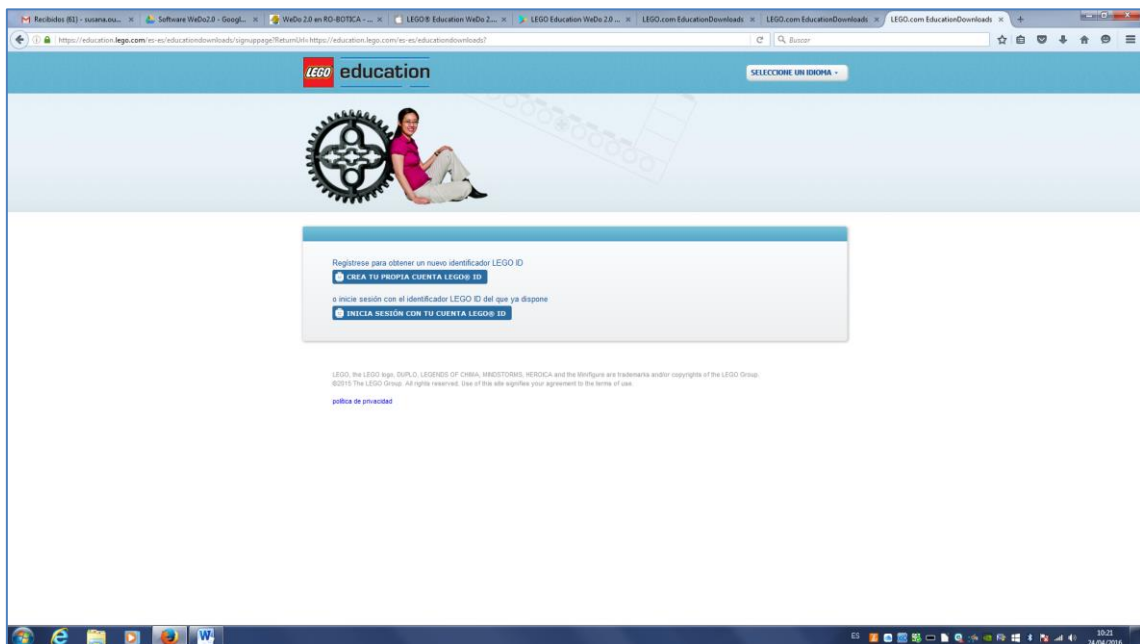 Recibidos (61) - susana.ou...
Software WeDo2.0 - Googl...
WeDo 2.0 en RO-BOTICA - ...
LEGO® Education WeDo 2....
LEGO Education WeDo 2.0 ...
LEGO.com EducationDownloads
LEGO.com EducationDownloads
LEGO.com EducationDownloads
https://education.lego.com/es-es/educationdownloads/signuppage?ReturnUrl=https://education.lego.com/es-es/educationdownloads?
Buscar
LEGO education
SELECCIONE UN IDIOMA
Regístrese para obtener un nuevo identificador LEGO ID
CREA TU PROPIA CUENTA LEGO® ID
o inicie sesión con el identificador LEGO ID del que ya dispone
INICIA SESIÓN CON TU CUENTA LEGO® ID
LEGO, the LEGO logo, DUPLO, LEGENDS OF CHIMA, MINDSTORMS, HEROICA and the Minifigure are trademarks and/or copyrights of the LEGO Group.
©2015 The LEGO Group. All rights reserved. Use of this site signifies your agreement to the terms of use.
política de privacidad
ES
10:21
24/04/2016